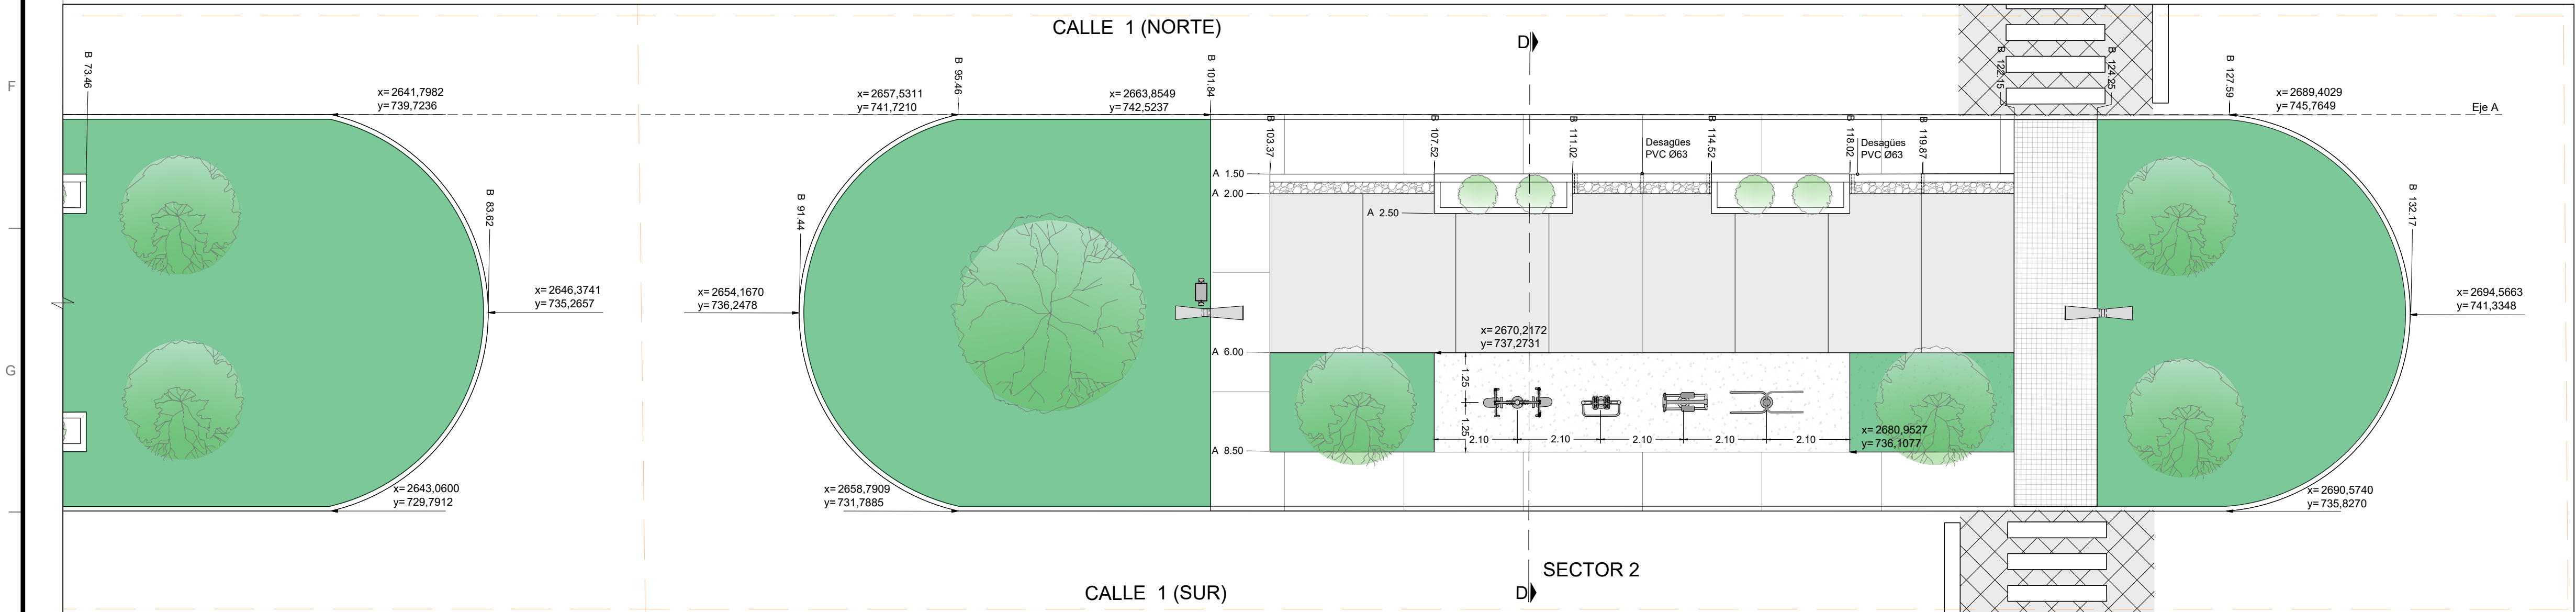 CALLE 1 (NORTE)
D
F
B 73.46
x= 2641,7982
y= 739,7236
x= 2657,5311
y= 741,7210
B 95.46
x= 2663,8549
y= 742,5237
B 101.84
B 122.15
B 124.25
B 127.59
x= 2689,4029
y= 745,7649
Eje A
B 103.37
B 107.52
B 111.02
Desagües
PVC Ø63
B 114.52
B 118.02
Desagües
PVC Ø63
B 119.87
A 1.50
A 2.00
A 2.50
B 83.62
B 91.44
B 132.17
x= 2646,3741
y= 735,2657
x= 2654,1670
y= 736,2478
x= 2694,5663
y= 741,3348
x= 2670,2172
y= 737,2731
A 6.00
G
1.25
1.25
2.10
2.10
2.10
2.10
2.10
x= 2680,9527
y= 736,1077
A 8.50
x= 2643,0600
y= 729,7912
x= 2658,7909
y= 731,7885
x= 2690,5740
y= 735,8270
SECTOR 2
CALLE 1 (SUR)
D